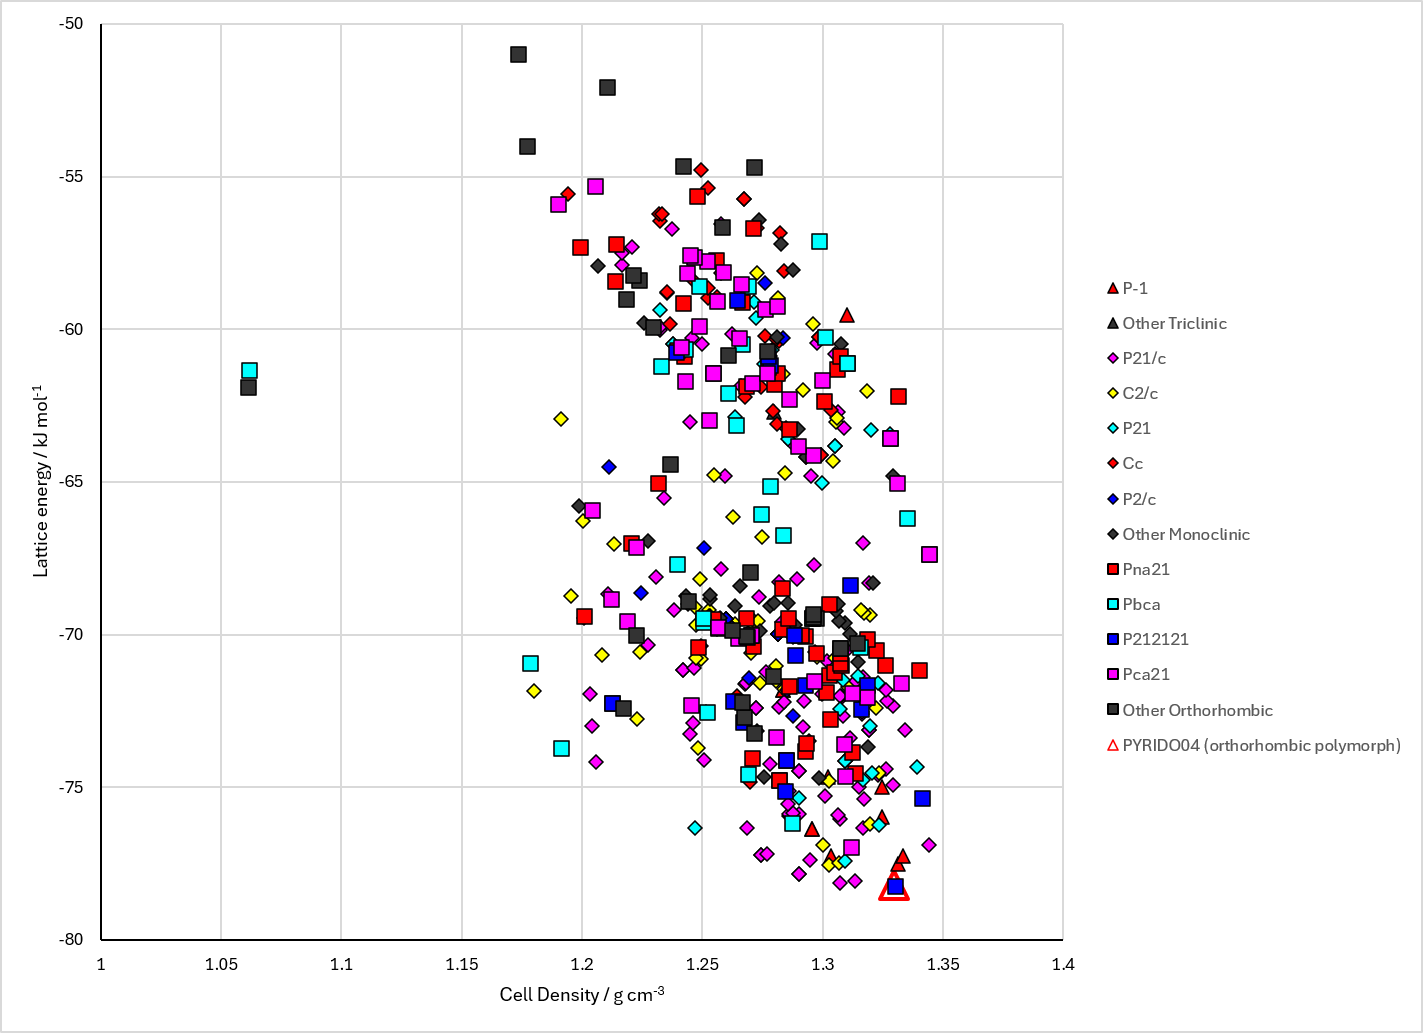 -50
-55
-60
-65
-70
-75
-80
Lattice energy / kJ mol-1
1
1.05
1.1
1.15
1.2
1.25
1.3
1.35
1.4
Cell Density / g cm-3
P-1
Other Triclinic
P21/c
C2/c
P21
Cc
P2/c
Other Monoclinic
Pna21
Pbca
P212121
Pca21
Other Orthorhombic
PYRIDO04 (orthorhombic polymorph)